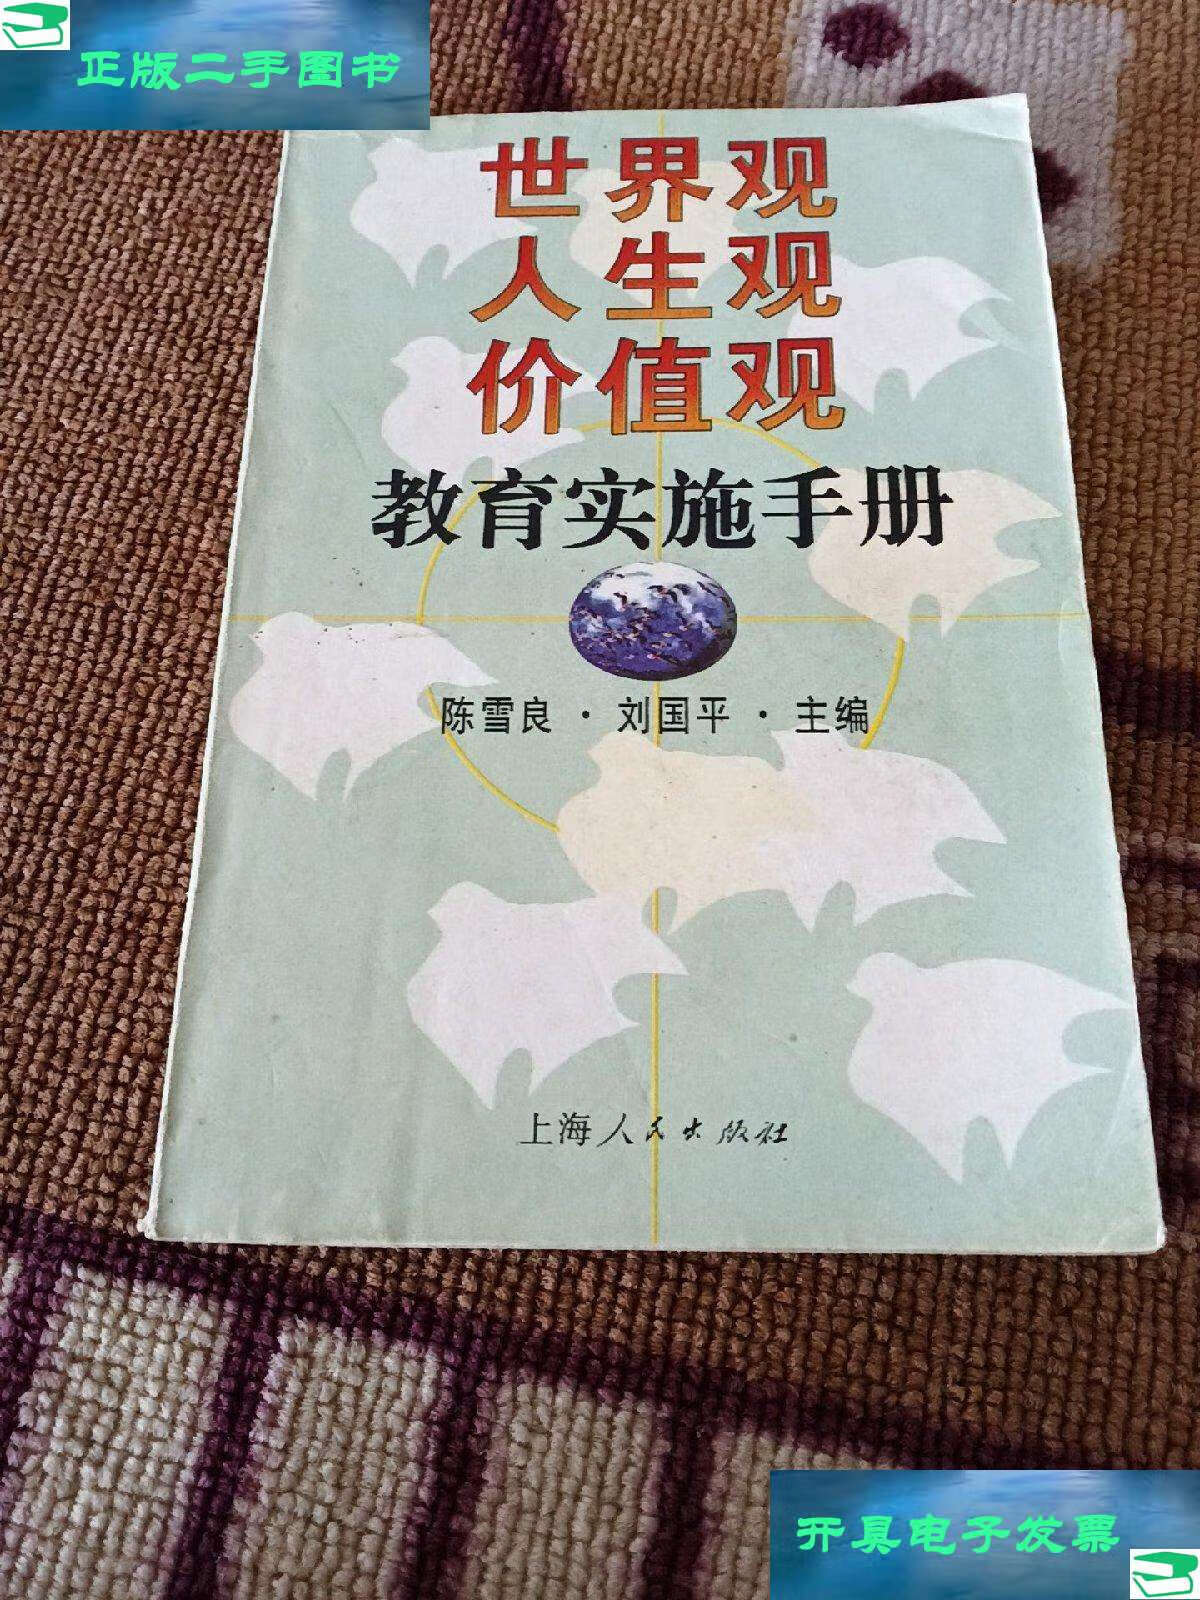 正版二手图书
世界观
人生观
价值观
教育实施手册
陈雪良 · 刘国平 · 主编
上海人民出版社
开具电子发票